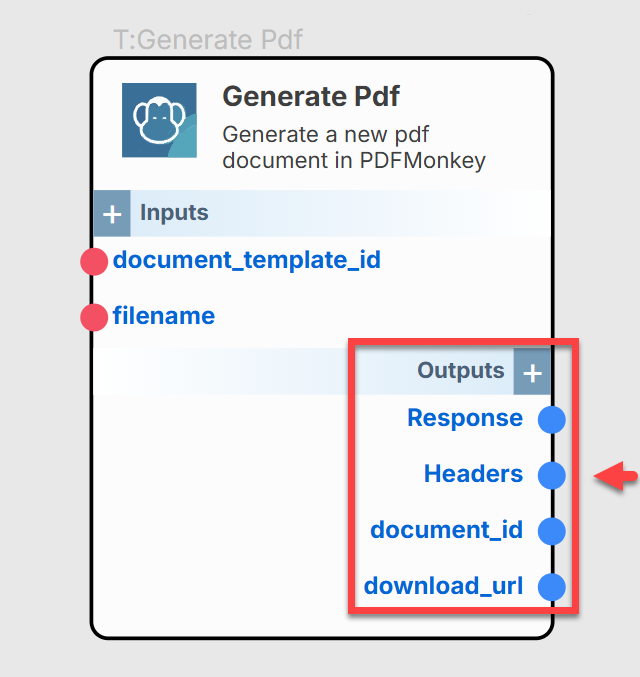 T:Generate Pdf
Generate Pdf
Generate a new pdf
document in PDFMonkey
+ Inputs
document_template_id
filename
Outputs +
Response
Headers
document_id
download_url